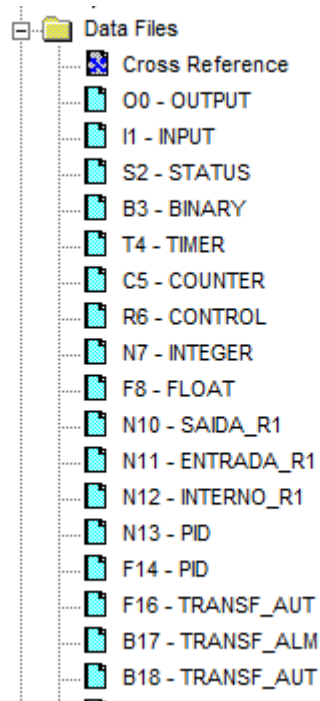 Data Files
Cross Reference
O0 - OUTPUT
I1 - INPUT
S2 - STATUS
B3 - BINARY
T4 - TIMER
C5 - COUNTER
R6 - CONTROL
N7 - INTEGER
F8 - FLOAT
N10 - SAIDA_R1
N11 - ENTRADA_R1
N12 - INTERNO_R1
N13 - PID
F14 - PID
F16 - TRANSF_AUT
B17 - TRANSF_ALM
B18 - TRANSF_AUT